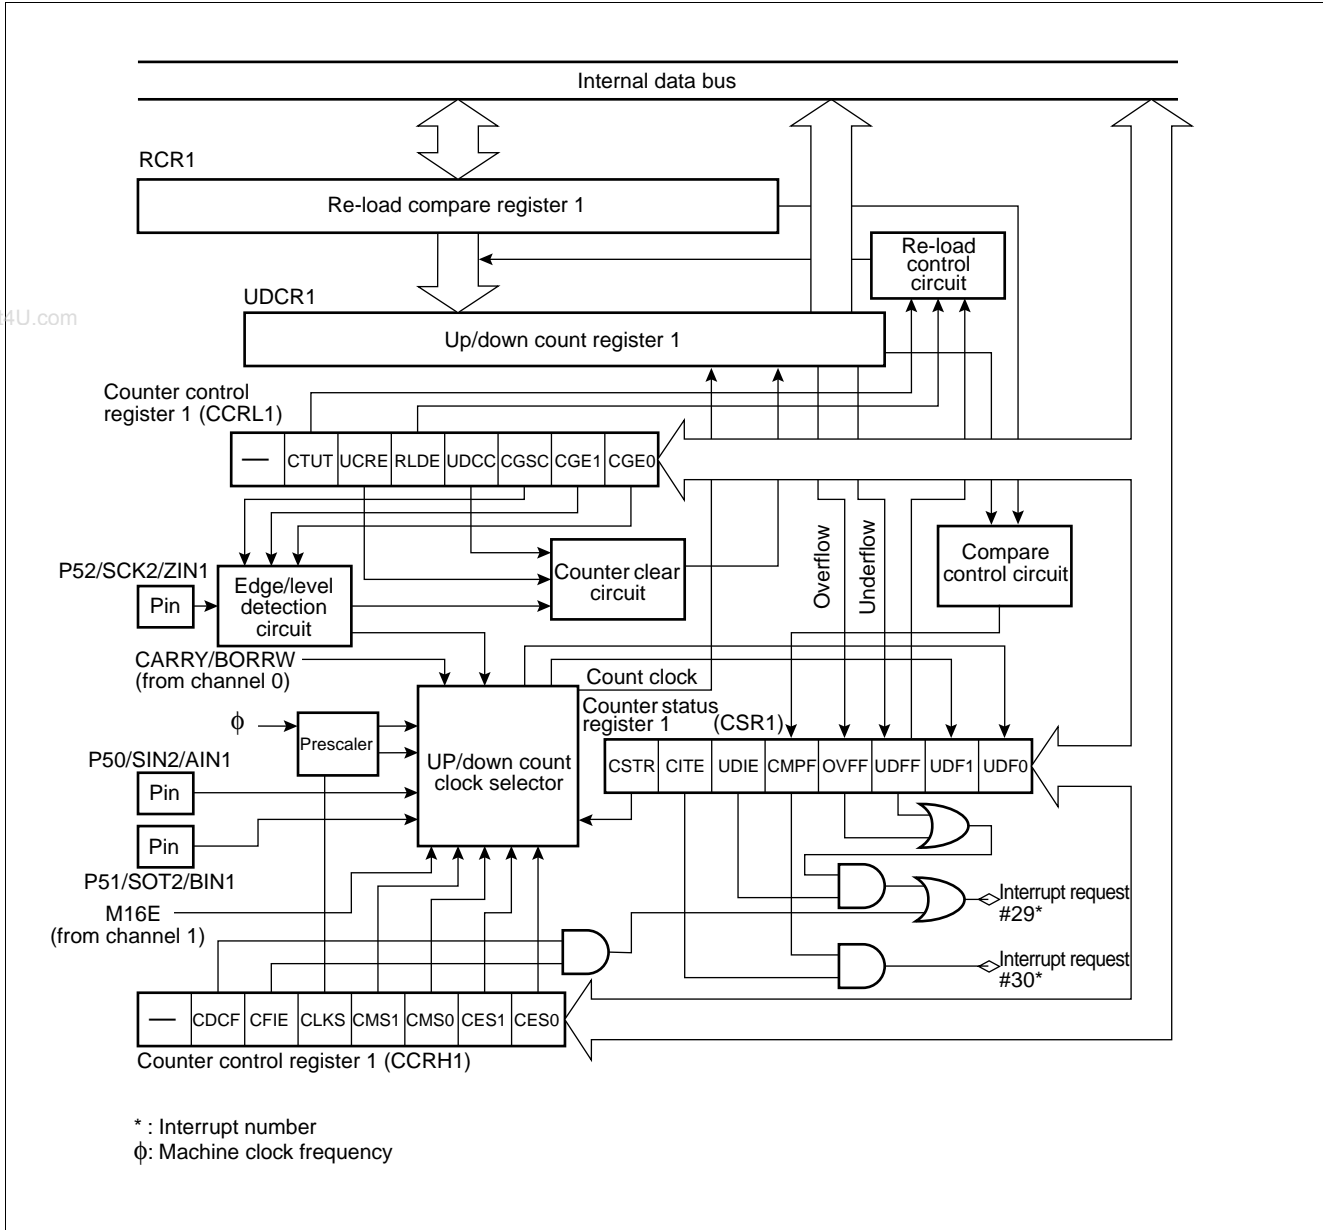 Internal data bus
RCR1
Re-load compare register 1
Re-load
control
circuit
UDCR1
t4U.com
Up/down count register 1
Counter control
register 1 (CCRL1)
— CTUT UCRE RLDE UDCC CGSC CGE1 CGE0
Overflow
Underflow
P52/SCK2/ZIN1
Pin
Edge/level
detection
circuit
Counter clear
circuit
Compare
control circuit
CARRY/BORRW
(from channel 0)
Count clock
Counter status
register 1 (CSR1)
ϕ
Prescaler
UP/down count
clock selector
CSTR CITE UDIE CMPF OVFF UDFF UDF1 UDF0
P50/SIN2/AIN1
Pin
Pin
P51/SOT2/BIN1
M16E
(from channel 1)
Interrupt request
#29*
Interrupt request
#30*
— CDCF CFIE CLKS CMS1 CMS0 CES1 CES0
Counter control register 1 (CCRH1)
* : Interrupt number
ϕ: Machine clock frequency